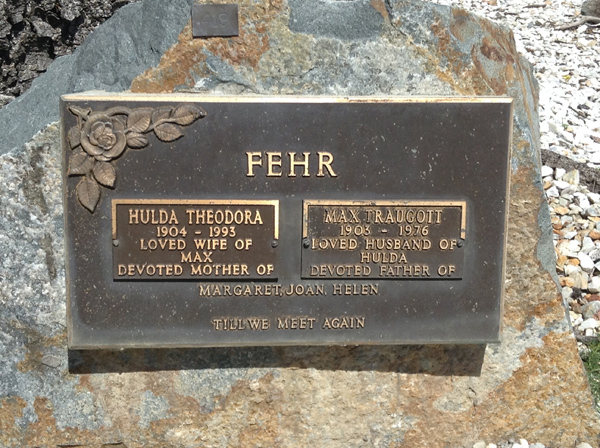 FEHR
HULDA THEODORA
1904 - 1993
LOVED WIFE OF
MAX
DEVOTED MOTHER OF
MAX TRAUGOTT
1903 - 1976
LOVED HUSBAND OF
HULDA
DEVOTED FATHER OF
MARGARET, JOAN, HELEN
TILL WE MEET AGAIN